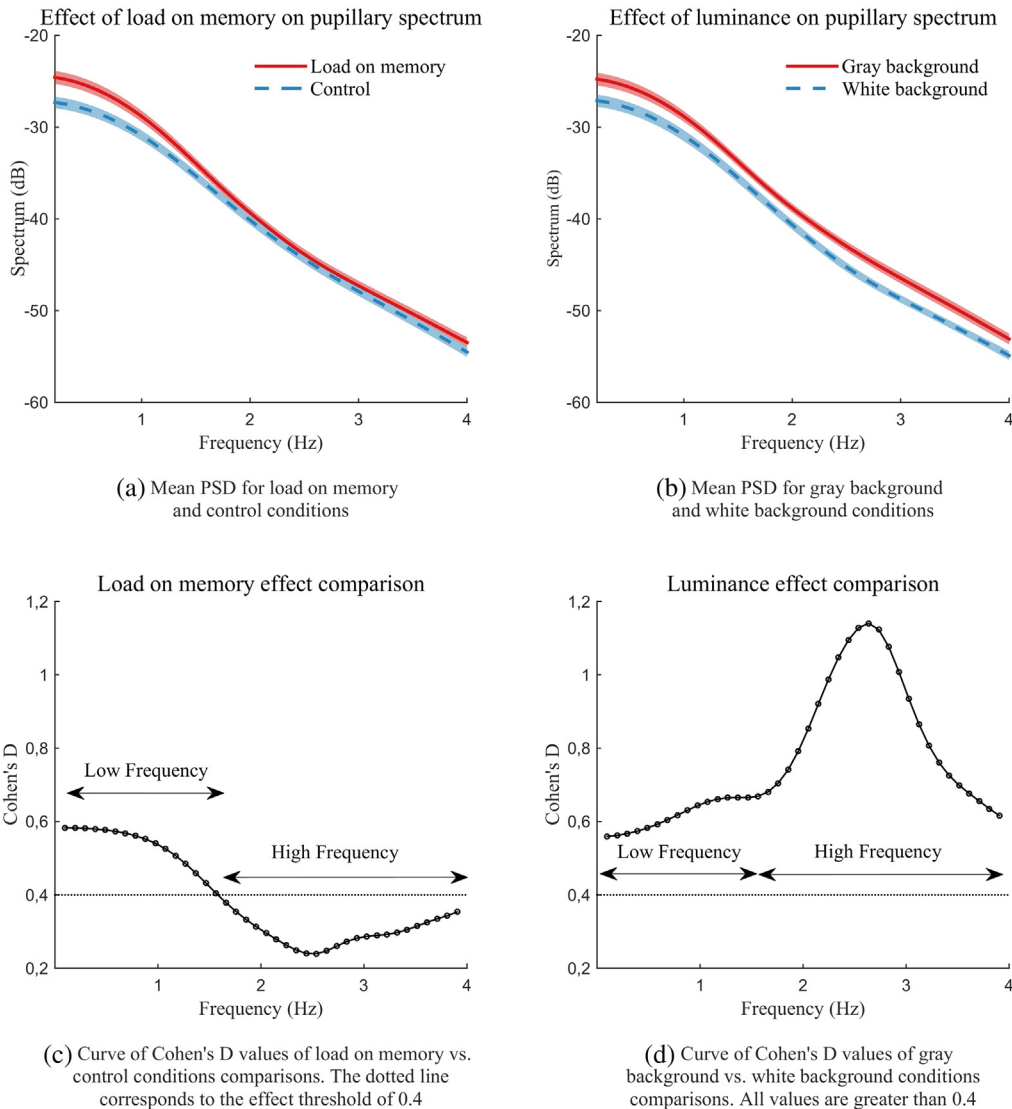 Effect of load on memory on pupillary spectrum
-20
-30
-40
-50
-60
Spectrum (dB)
Load on memory
Control
1 2 3 4
Frequency (Hz)
(a) Mean PSD for load on memory
and control conditions
Effect of luminance on pupillary spectrum
-20
-30
-40
-50
-60
Spectrum (dB)
Gray background
White background
1 2 3 4
Frequency (Hz)
(b) Mean PSD for gray background
and white background conditions
Load on memory effect comparison
1,2
1
0,8
0,6
0,4
0,2
Cohen's D
Low Frequency
High Frequency
0 1 2 3 4
Frequency (Hz)
(c) Curve of Cohen's D values of load on memory vs.
control conditions comparisons. The dotted line
corresponds to the effect threshold of 0.4
Luminance effect comparison
1,2
1
0,8
0,6
0,4
0,2
Cohen's D
Low Frequency
High Frequency
0 1 2 3 4
Frequency (Hz)
(d) Curve of Cohen's D values of gray
background vs. white background conditions
comparisons. All values are greater than 0.4